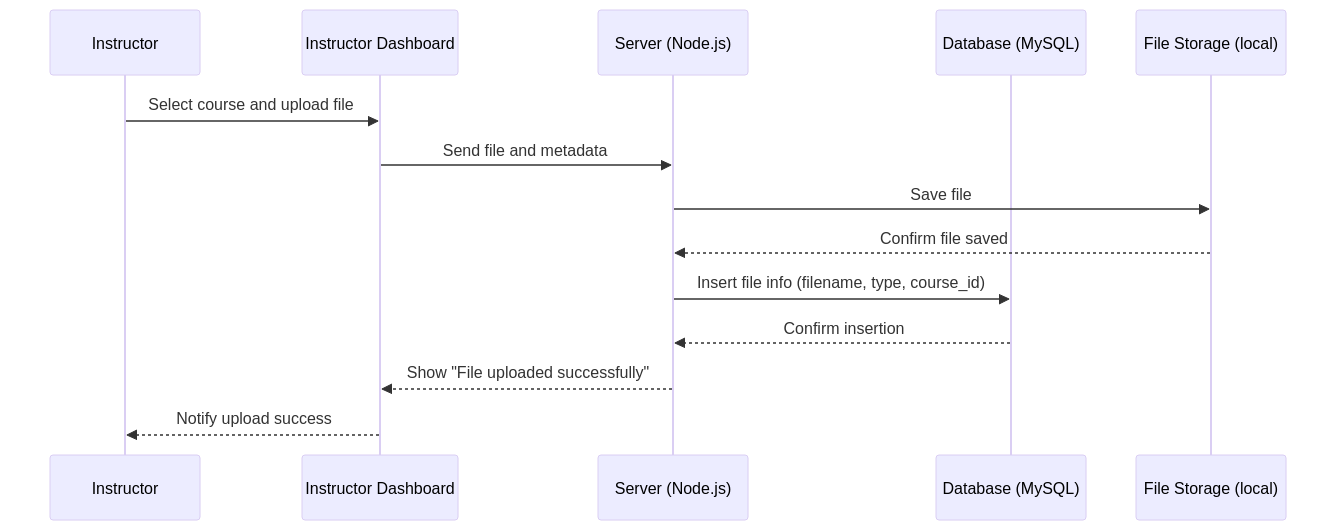 Instructor
Instructor Dashboard
Server (Node.js)
Database (MySQL)
File Storage (local)
Select course and upload file
Send file and metadata
Save file
Confirm file saved
Insert file info (filename, type, course_id)
Confirm insertion
Show "File uploaded successfully"
Notify upload success
Instructor
Instructor Dashboard
Server (Node.js)
Database (MySQL)
File Storage (local)